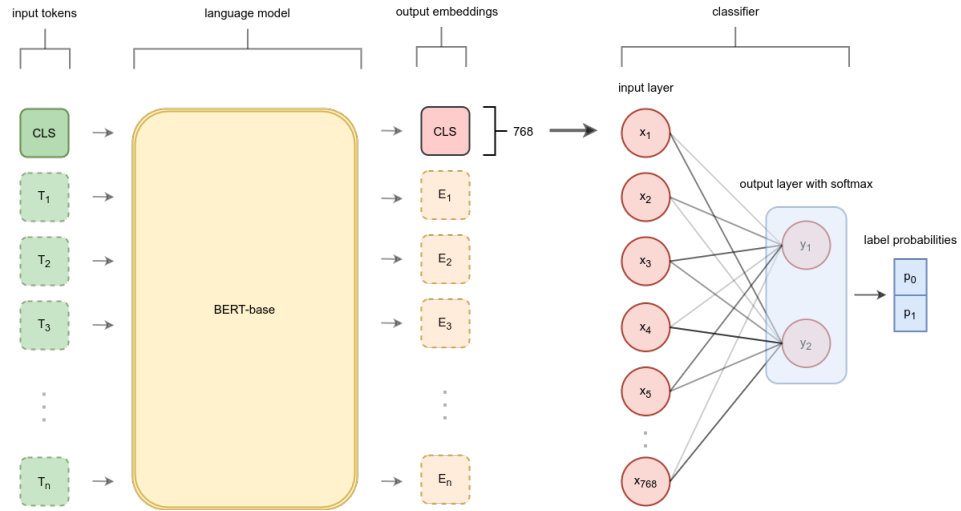 input tokens
language model
output embeddings
classifier
input layer
CLS
CLS
768
x1
T1
E1
x2
output layer with softmax
T2
E2
x3
y1
label probabilities
p0
p1
BERT-base
T3
E3
x4
y2
x5
Tn
En
x768